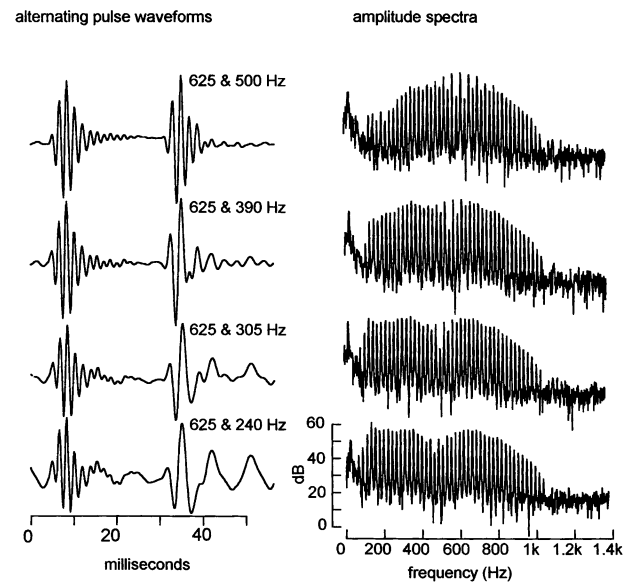 alternating pulse waveforms
amplitude spectra
625 & 500 Hz
625 & 390 Hz
625 & 305 Hz
625 & 240 Hz
60
40
20
0
dB
0 20 40
milliseconds
0 200 400 600 800 1k 1.2k 1.4k
frequency (Hz)